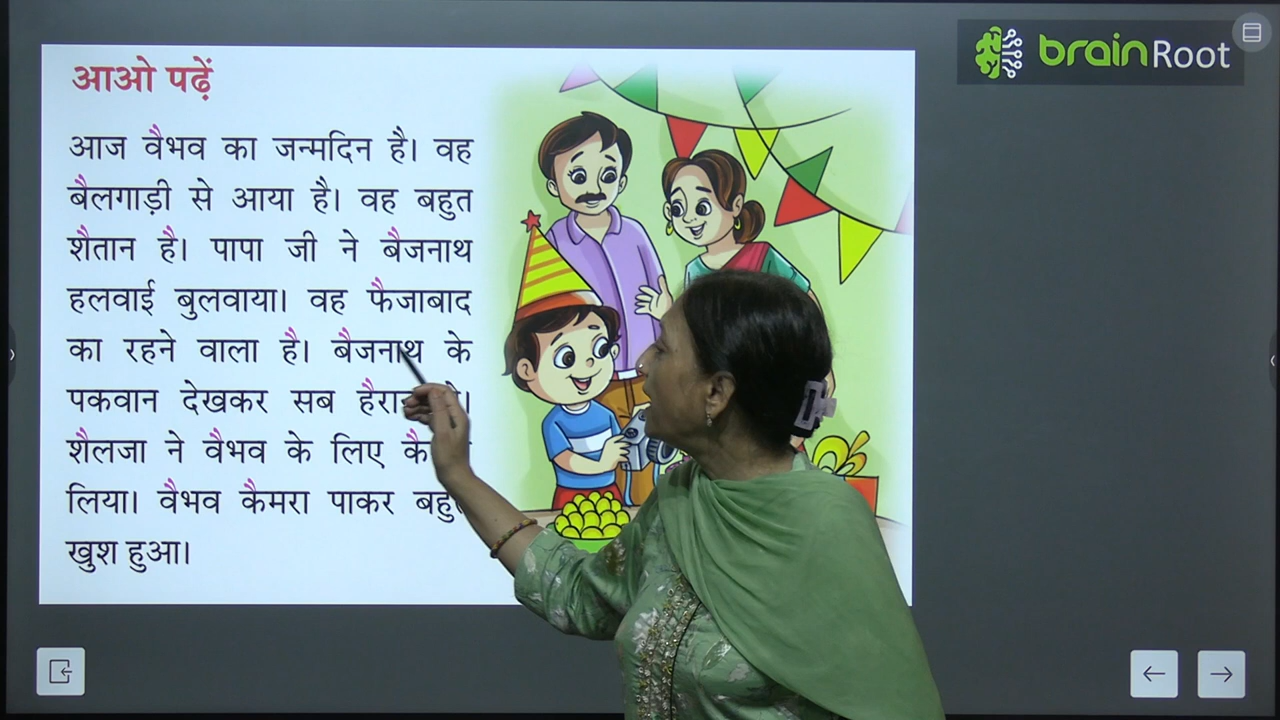 आओ पढ़ें
brainRoot
आज वैभव का जन्मदिन है। वह
बैलगाड़ी से आया है। वह बहुत
शैतान है। पापा जी ने बैजनाथ
हलवाई बुलवाया। वह फैजाबाद
का रहने वाला है। बैजनाथ के
पकवान देखकर सब
शैलजा ने वैभव के लिए
लिया। वैभव कैमरा पाकर
खुश हुआ।